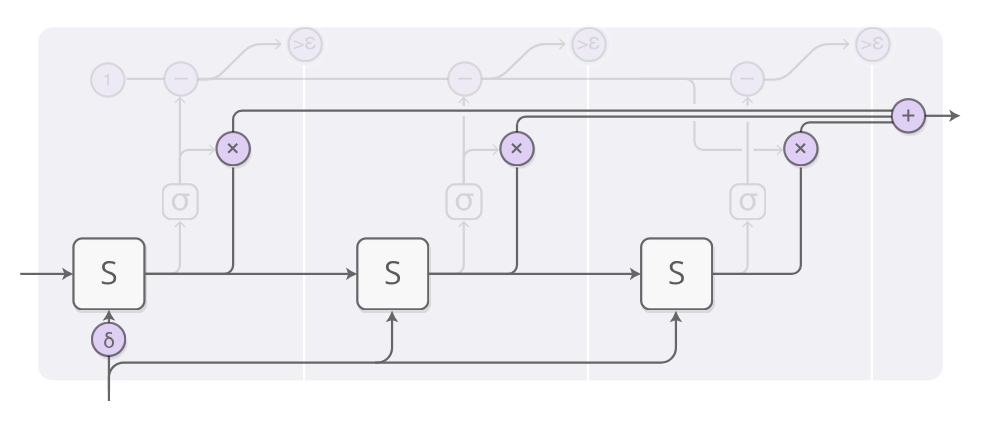 >ε >ε >ε
1 − − −
+
× × ×
σ σ σ
S S S
δ